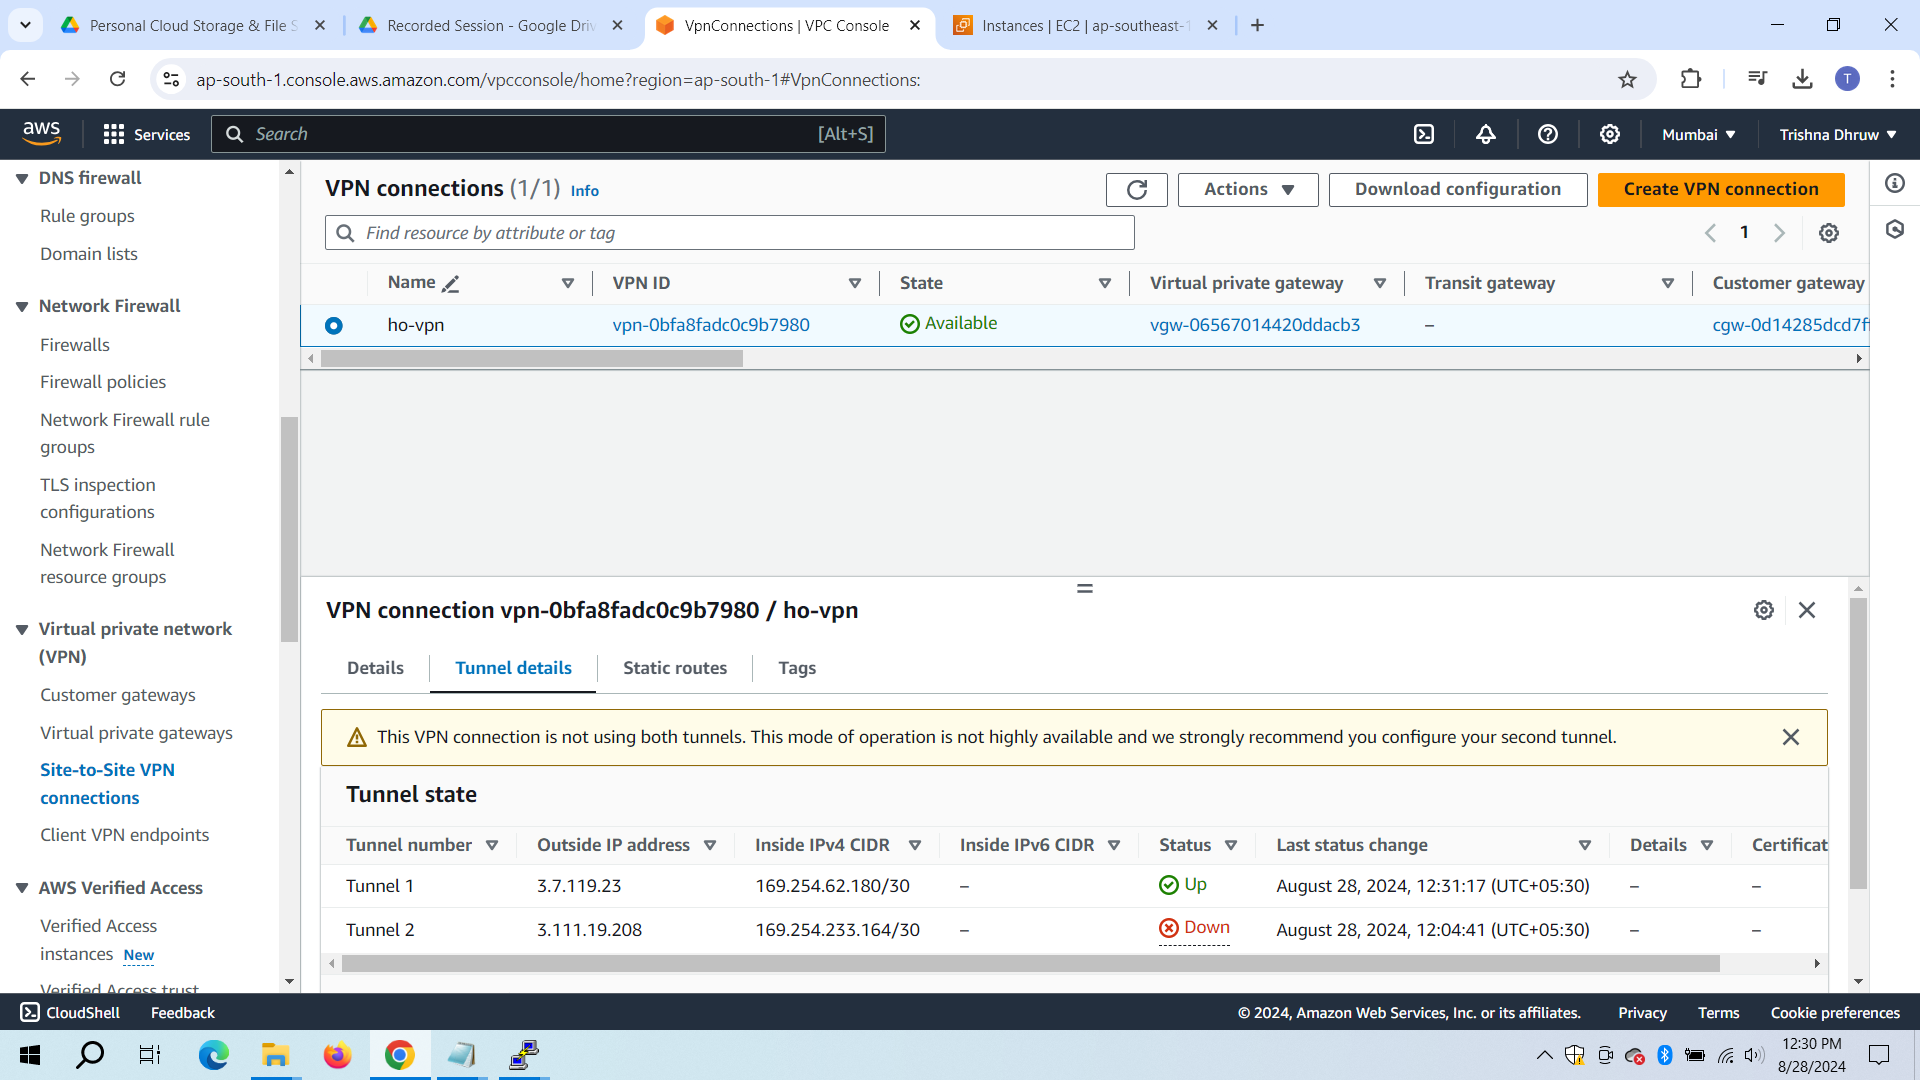 Personal Cloud Storage & File S
Recorded Session - Google Driv
VpnConnections | VPC Console
Instances | EC2 | ap-southeast-1
ap-south-1.console.aws.amazon.com/vpcconsole/home?region=ap-south-1#VpnConnections:
T
aws
Services
Search
[Alt+S]
Mumbai
Trishna Dhruw
DNS firewall
Rule groups
Domain lists
Network Firewall
Firewalls
Firewall policies
Network Firewall rule
groups
TLS inspection
configurations
Network Firewall
resource groups
Virtual private network
(VPN)
Customer gateways
Virtual private gateways
Site-to-Site VPN
connections
Client VPN endpoints
AWS Verified Access
Verified Access
instances New
Verified Access trust
VPN connections (1/1) Info
Actions
Download configuration
Create VPN connection
Find resource by attribute or tag
1
Name VPN ID State Virtual private gateway Transit gateway Customer gateway
ho-vpn vpn-0bfa8fadc0c9b7980 Available vgw-06567014420ddacb3 – cgw-0d14285dcd7f
VPN connection vpn-0bfa8fadc0c9b7980 / ho-vpn
Details Tunnel details Static routes Tags
This VPN connection is not using both tunnels. This mode of operation is not highly available and we strongly recommend you configure your second tunnel.
Tunnel state
Tunnel number Outside IP address Inside IPv4 CIDR Inside IPv6 CIDR Status Last status change Details Certificat
Tunnel 1 3.7.119.23 169.254.62.180/30 – Up August 28, 2024, 12:31:17 (UTC+05:30) – –
Tunnel 2 3.111.19.208 169.254.233.164/30 – Down August 28, 2024, 12:04:41 (UTC+05:30) – –
CloudShell Feedback
© 2024, Amazon Web Services, Inc. or its affiliates. Privacy Terms Cookie preferences
12:30 PM
8/28/2024